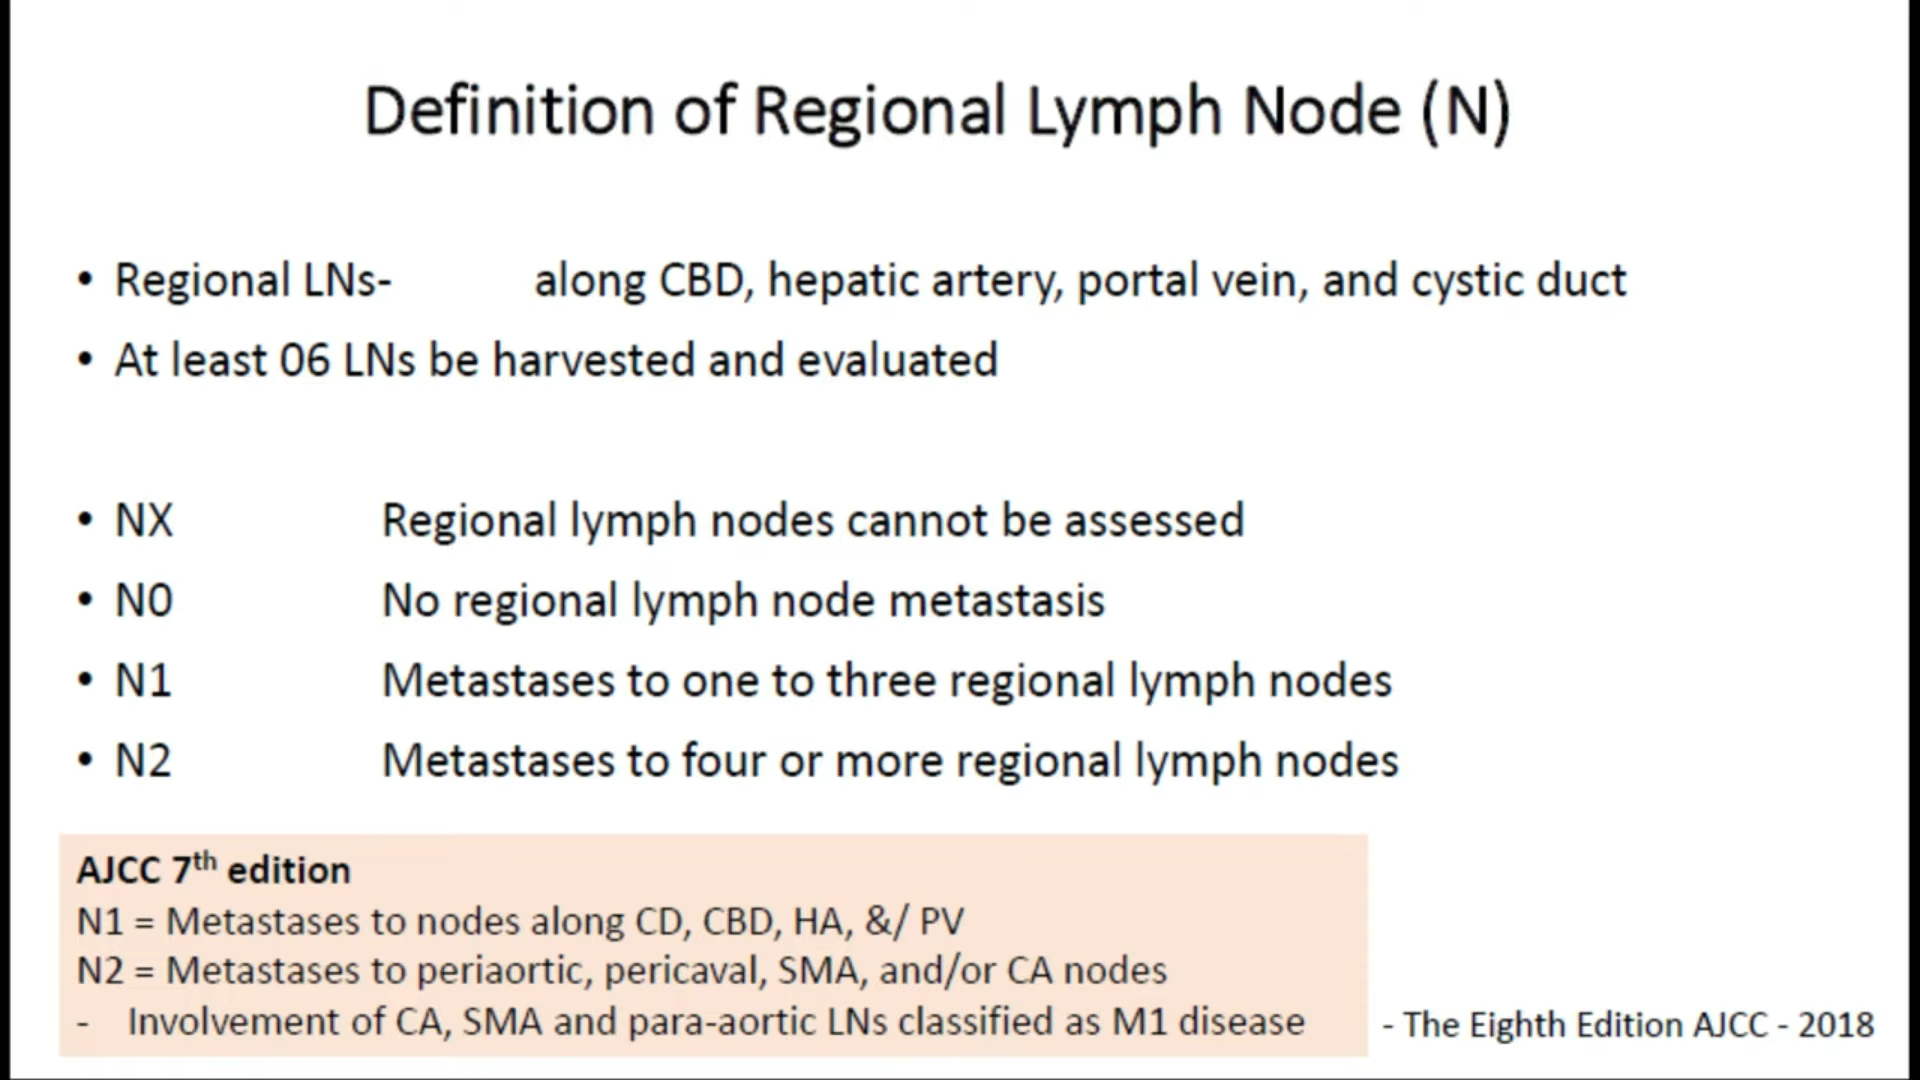 Definition of Regional Lymph Node (N)
• Regional LNs- along CBD, hepatic artery, portal vein, and cystic duct
• At least 06 LNs be harvested and evaluated
• NX Regional lymph nodes cannot be assessed
• N0 No regional lymph node metastasis
• N1 Metastases to one to three regional lymph nodes
• N2 Metastases to four or more regional lymph nodes
AJCC 7th edition
N1 = Metastases to nodes along CD, CBD, HA, &/ PV
N2 = Metastases to periaortic, pericaval, SMA, and/or CA nodes
- Involvement of CA, SMA and para-aortic LNs classified as M1 disease
- The Eighth Edition AJCC - 2018